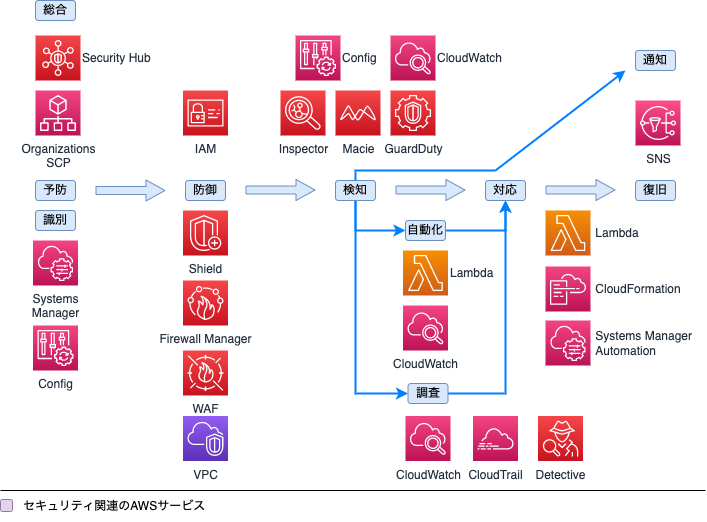 総合
Security Hub
Config
CloudWatch
通知
Organizations
SCP
IAM
Inspector
Macie
GuardDuty
SNS
予防
防御
検知
対応
復旧
識別
自動化
Systems
Manager
Shield
Lambda
Lambda
CloudFormation
Firewall Manager
CloudWatch
Systems Manager
Automation
Config
WAF
調査
VPC
CloudWatch
CloudTrail
Detective
セキュリティ関連のAWSサービス